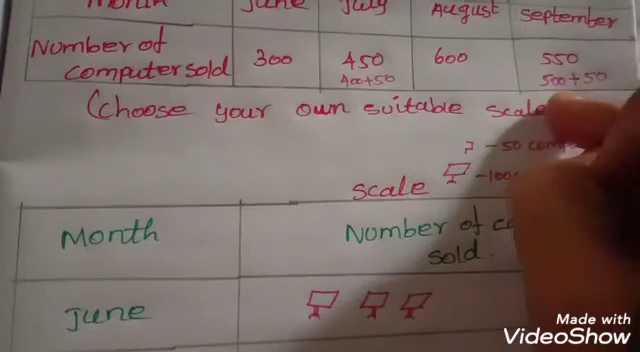 Month June July August September
Number of 300 450 600 550
computer sold 400+50 500+50
(Choose your own suitable scale
- 50
scale -100
Month Number of
sold.
June
Made with
VideoShow